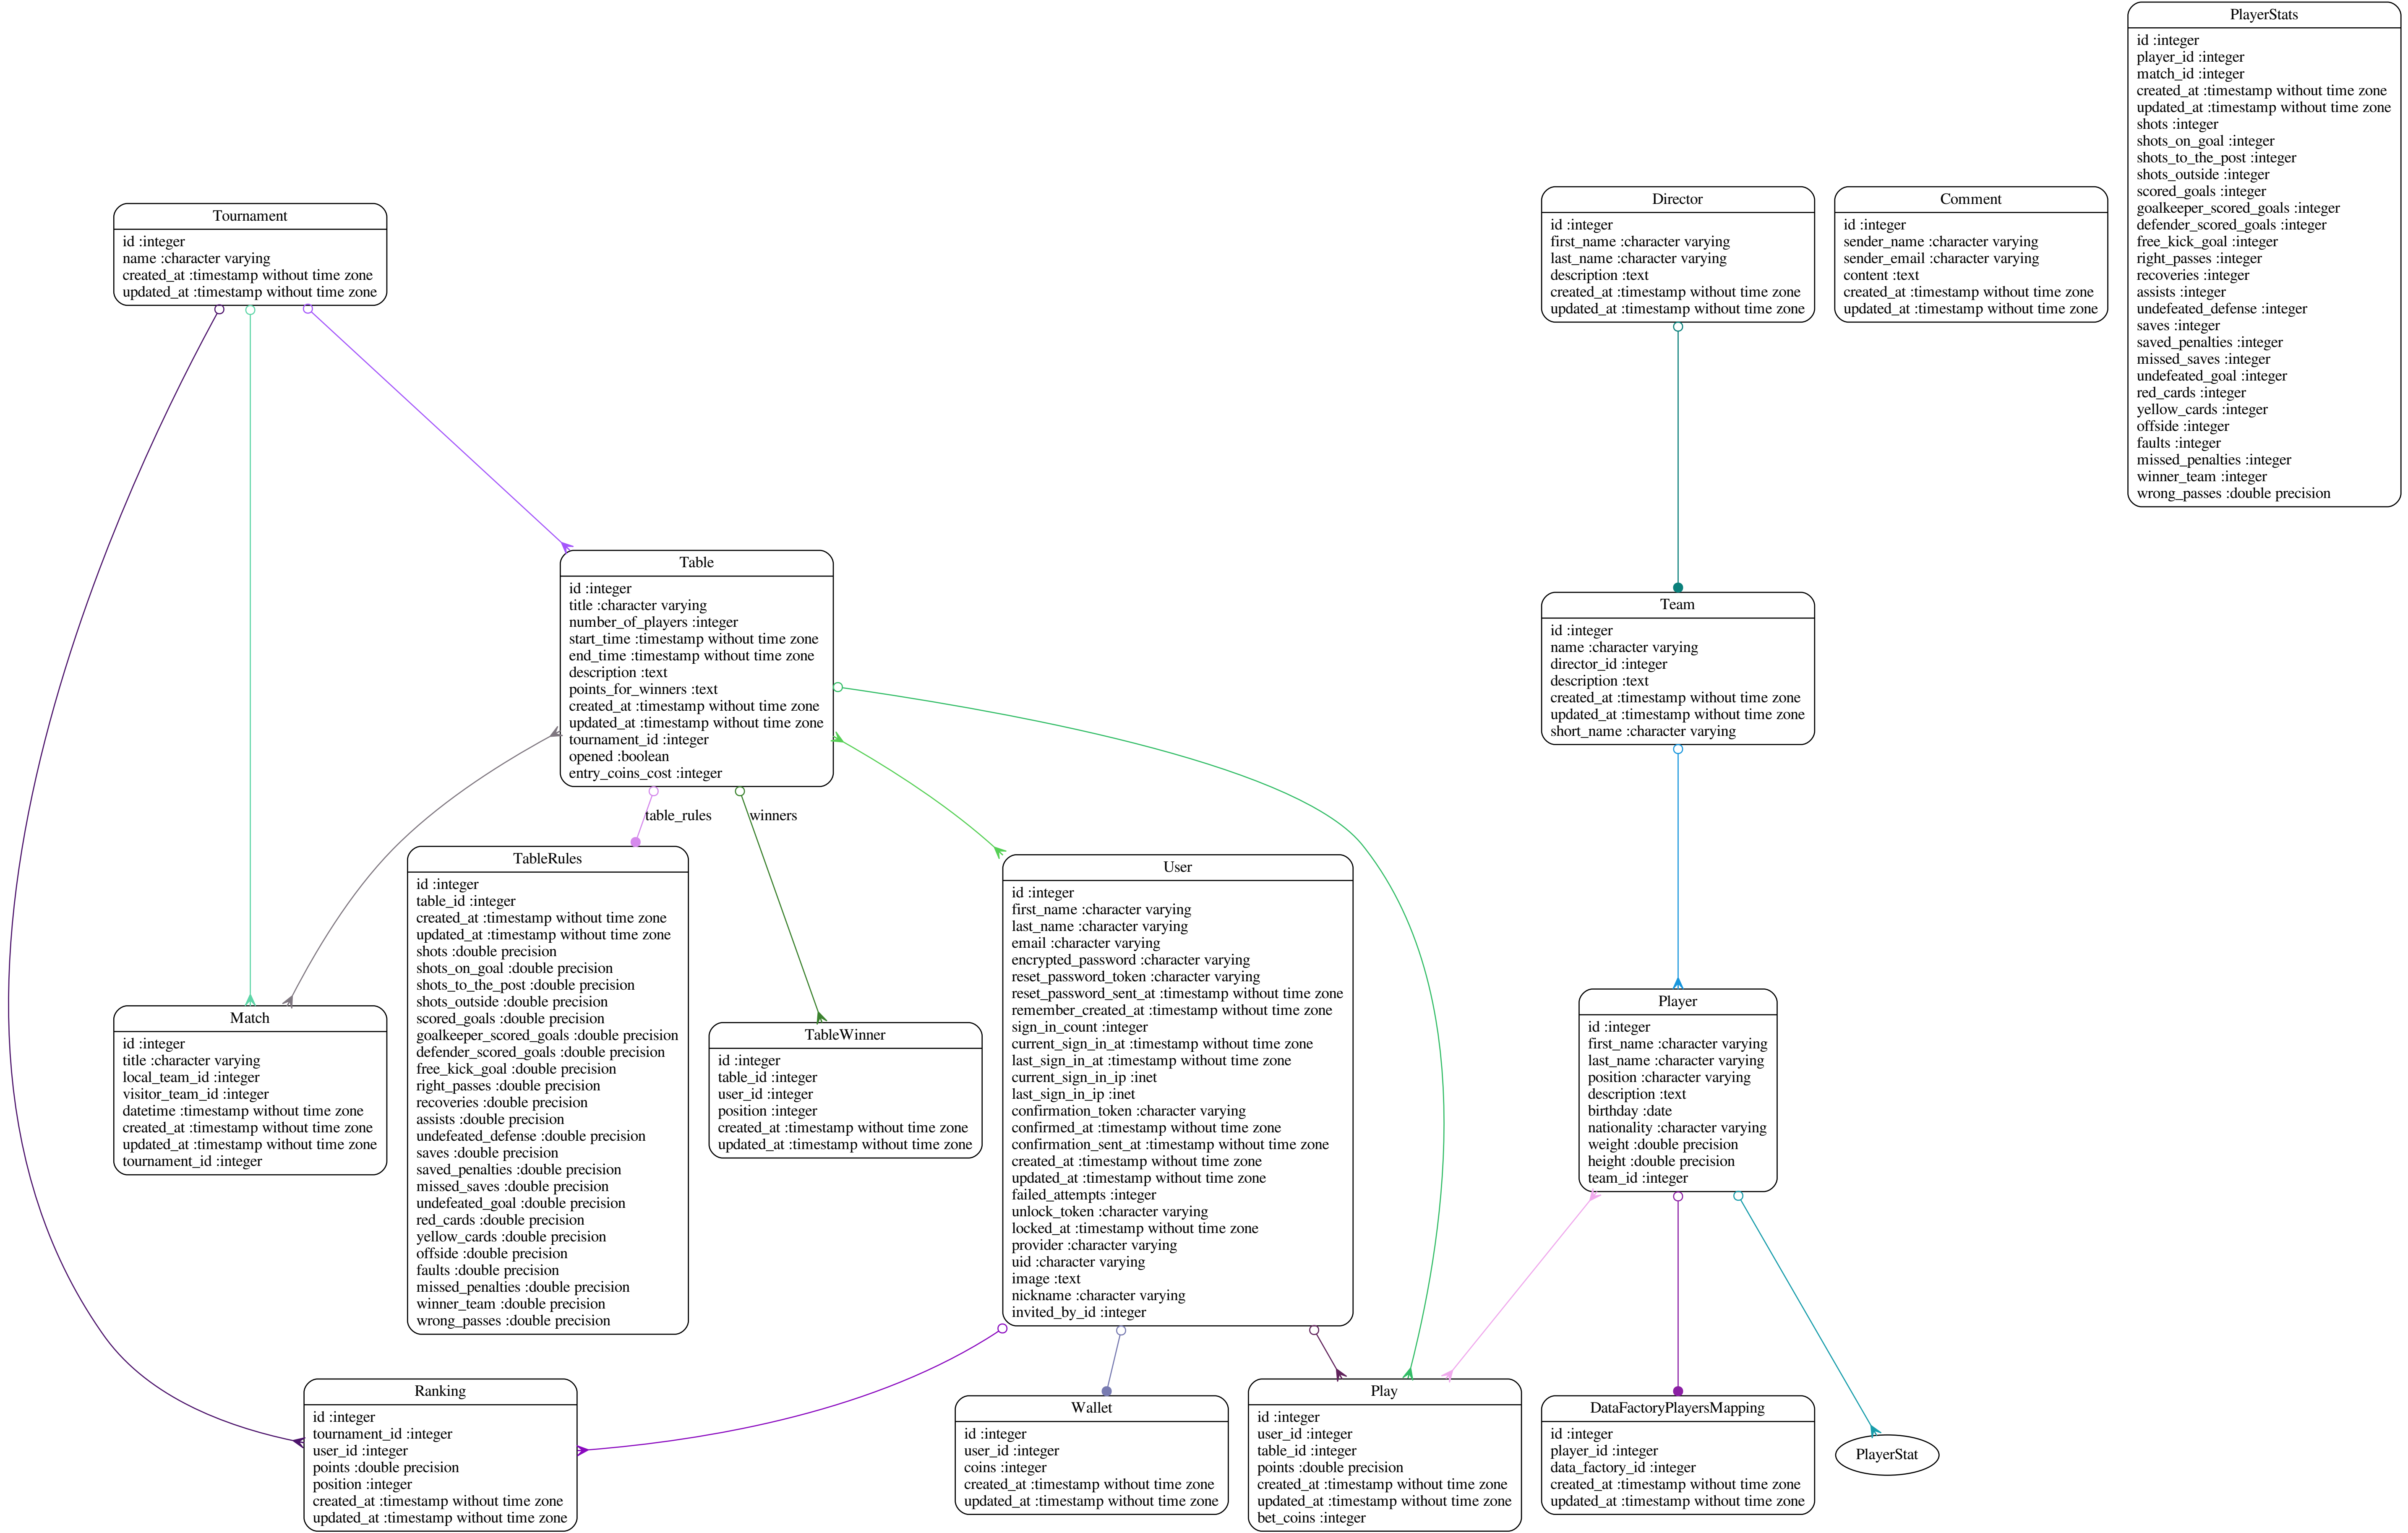 PlayerStats
id :integer
player_id :integer
match_id :integer
created_at :timestamp without time zone
updated_at :timestamp without time zone
shots :integer
shots_on_goal :integer
shots_to_the_post :integer
shots_outside :integer
scored_goals :integer
goalkeeper_scored_goals :integer
defender_scored_goals :integer
free_kick_goal :integer
right_passes :integer
recoveries :integer
assists :integer
undefeated_defense :integer
saves :integer
saved_penalties :integer
missed_saves :integer
undefeated_goal :integer
red_cards :integer
yellow_cards :integer
offside :integer
faults :integer
missed_penalties :integer
winner_team :integer
wrong_passes :double precision
Tournament
id :integer
name :character varying
created_at :timestamp without time zone
updated_at :timestamp without time zone
Director
id :integer
first_name :character varying
last_name :character varying
description :text
created_at :timestamp without time zone
updated_at :timestamp without time zone
Comment
id :integer
sender_name :character varying
sender_email :character varying
content :text
created_at :timestamp without time zone
updated_at :timestamp without time zone
Table
id :integer
title :character varying
number_of_players :integer
start_time :timestamp without time zone
end_time :timestamp without time zone
description :text
points_for_winners :text
created_at :timestamp without time zone
updated_at :timestamp without time zone
tournament_id :integer
opened :boolean
entry_coins_cost :integer
Team
id :integer
name :character varying
director_id :integer
description :text
created_at :timestamp without time zone
updated_at :timestamp without time zone
short_name :character varying
table_rules
winners
TableRules
id :integer
table_id :integer
created_at :timestamp without time zone
updated_at :timestamp without time zone
shots :double precision
shots_on_goal :double precision
shots_to_the_post :double precision
shots_outside :double precision
scored_goals :double precision
goalkeeper_scored_goals :double precision
defender_scored_goals :double precision
free_kick_goal :double precision
right_passes :double precision
recoveries :double precision
assists :double precision
undefeated_defense :double precision
saves :double precision
saved_penalties :double precision
missed_saves :double precision
undefeated_goal :double precision
red_cards :double precision
yellow_cards :double precision
offside :double precision
faults :double precision
missed_penalties :double precision
winner_team :double precision
wrong_passes :double precision
User
id :integer
first_name :character varying
last_name :character varying
email :character varying
encrypted_password :character varying
reset_password_token :character varying
reset_password_sent_at :timestamp without time zone
remember_created_at :timestamp without time zone
sign_in_count :integer
current_sign_in_at :timestamp without time zone
last_sign_in_at :timestamp without time zone
current_sign_in_ip :inet
last_sign_in_ip :inet
confirmation_token :character varying
confirmed_at :timestamp without time zone
confirmation_sent_at :timestamp without time zone
created_at :timestamp without time zone
updated_at :timestamp without time zone
failed_attempts :integer
unlock_token :character varying
locked_at :timestamp without time zone
provider :character varying
uid :character varying
image :text
nickname :character varying
invited_by_id :integer
Match
id :integer
title :character varying
local_team_id :integer
visitor_team_id :integer
datetime :timestamp without time zone
created_at :timestamp without time zone
updated_at :timestamp without time zone
tournament_id :integer
TableWinner
id :integer
table_id :integer
user_id :integer
position :integer
created_at :timestamp without time zone
updated_at :timestamp without time zone
Player
id :integer
first_name :character varying
last_name :character varying
position :character varying
description :text
birthday :date
nationality :character varying
weight :double precision
height :double precision
team_id :integer
Ranking
id :integer
tournament_id :integer
user_id :integer
points :double precision
position :integer
created_at :timestamp without time zone
updated_at :timestamp without time zone
Wallet
id :integer
user_id :integer
coins :integer
created_at :timestamp without time zone
updated_at :timestamp without time zone
Play
id :integer
user_id :integer
table_id :integer
points :double precision
created_at :timestamp without time zone
updated_at :timestamp without time zone
bet_coins :integer
DataFactoryPlayersMapping
id :integer
player_id :integer
data_factory_id :integer
created_at :timestamp without time zone
updated_at :timestamp without time zone
PlayerStat